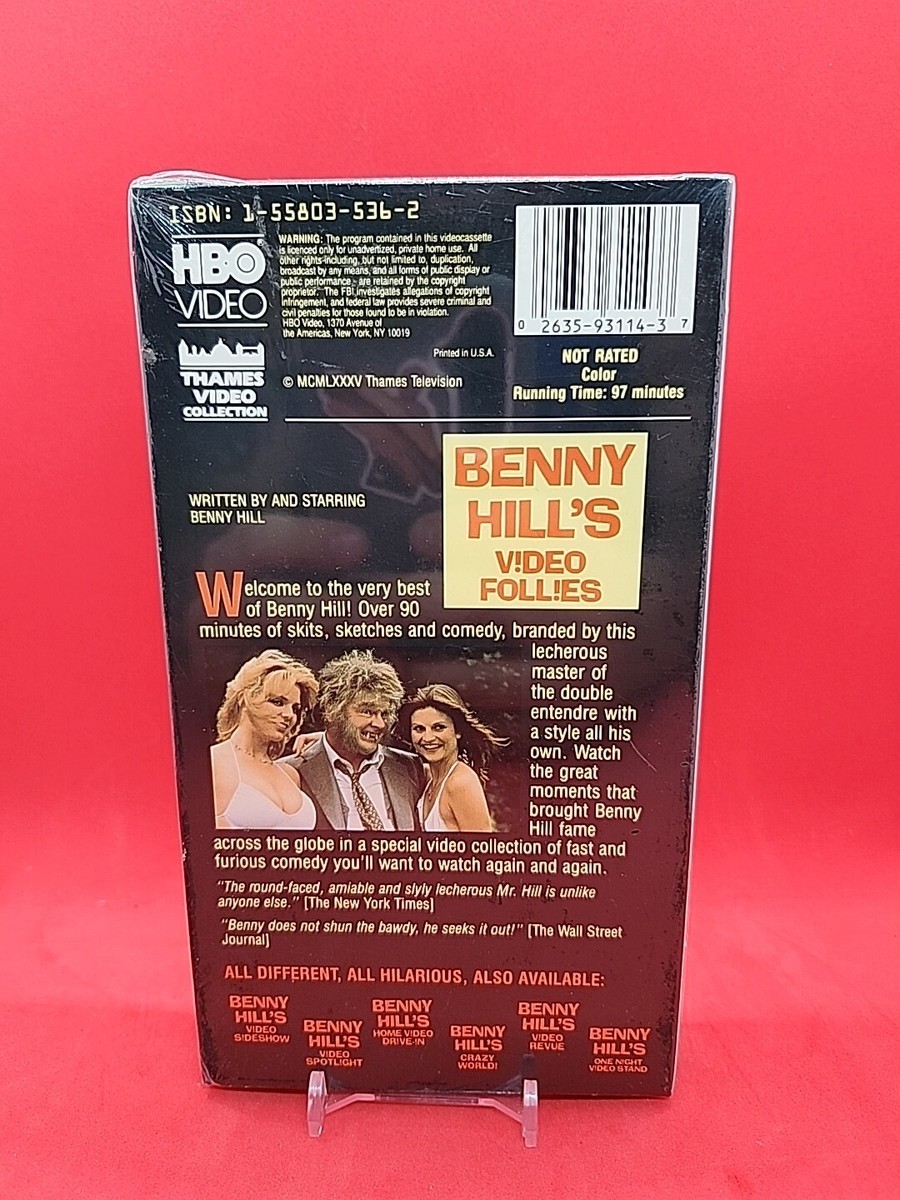 ISBN: 1-55803-536-2
HBO
VIDEO
THAMES
VIDEO
COLLECTION
WARNING: The program contained in this videocassette
is licenced only for unadvertized, private home use. All
other rights-including, but not limited to, duplication,
broadcast by any means, and all forms of public display or
public performance- are retained by the copyright
proprietor. The FBI investigates allegations of copyright
infringement, and federal law provides severe criminal and
civil penalties for those found to be in violation.
HBO Video, 1370 Avenue of
the Americas, New York, NY 10019
Printed in U.S.A.
© MCMLXXXV Thames Television
0 2635-93114-3 7
NOT RATED
Color
Running Time: 97 minutes
WRITTEN BY AND STARRING
BENNY HILL
BENNY
HILL'S
V!DEO
FOLL!ES
Welcome to the very best
of Benny Hill! Over 90
minutes of skits, sketches and comedy, branded by this
lecherous
master of
the double
entendre with
a style all his
own. Watch
the great
moments that
brought Benny
Hill fame
across the globe in a special video collection of fast and
furious comedy you'll want to watch again and again.
"The round-faced, amiable and slyly lecherous Mr. Hill is unlike
anyone else." [The New York Times]
"Benny does not shun the bawdy, he seeks it out!" [The Wall Street
Journal]
ALL DIFFERENT, ALL HILARIOUS, ALSO AVAILABLE:
BENNY
HILL'S
VIDEO
S!DESHOW
BENNY
HILL'S
VIDEO
SPOTL!GHT
BENNY
HILL'S
HOME VIDEO
DRIVE-!N
BENNY
HILL'S
CRAZY
WORLD!
BENNY
HILL'S
VIDEO
REVUE
BENNY
HILL'S
ONE N!GHT
V!DEO STAND